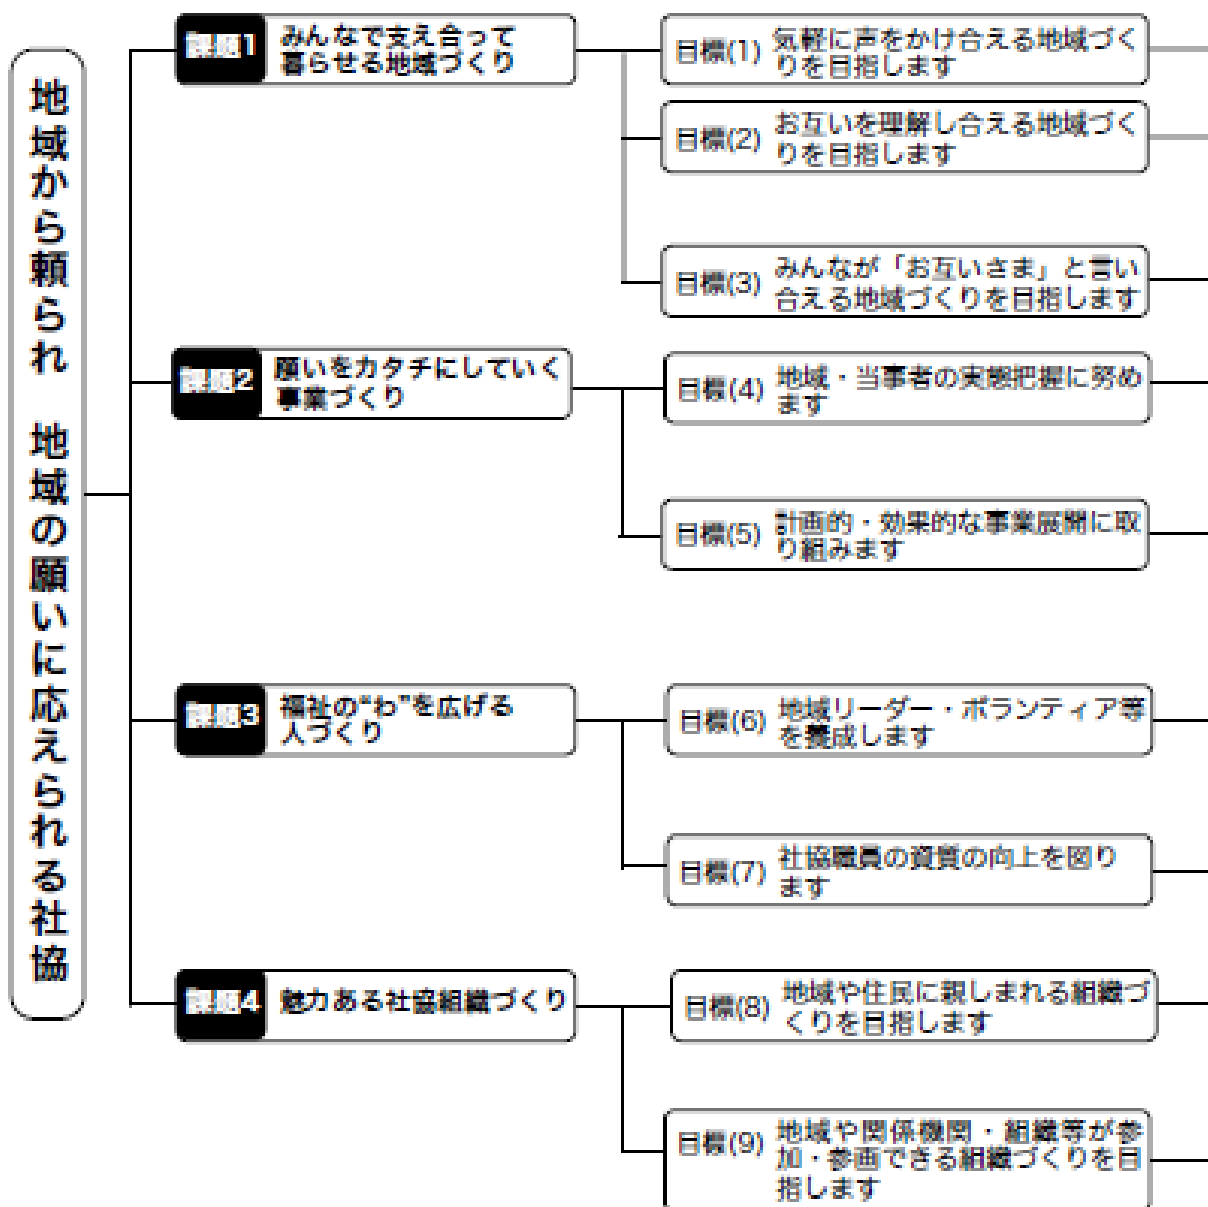 地域から頼られ 地域の願いに応えられる社協
課題1
みんなで支え合って
暮らせる地域づくり
目標(1)
気軽に声をかけ合える地域づく
りを目指します
目標(2)
お互いを理解し合える地域づく
りを目指します
目標(3)
みんなが「お互いさま」と言い
合える地域づくりを目指します
課題2
願いをカタチにしていく
事業づくり
目標(4)
地域・当事者の実態把握に努め
ます
目標(5)
計画的・効果的な事業展開に取
り組みます
課題3
福祉の“わ”を広げる
人づくり
目標(6)
地域リーダー・ボランティア等
を養成します
目標(7)
社協職員の資質の向上を図り
ます
課題4
魅力ある社協組織づくり
目標(8)
地域や住民に親しまれる組織づ
くりを目指します
目標(9)
地域や関係機関・組織等が参
加・参画できる組織づくりを目
指します